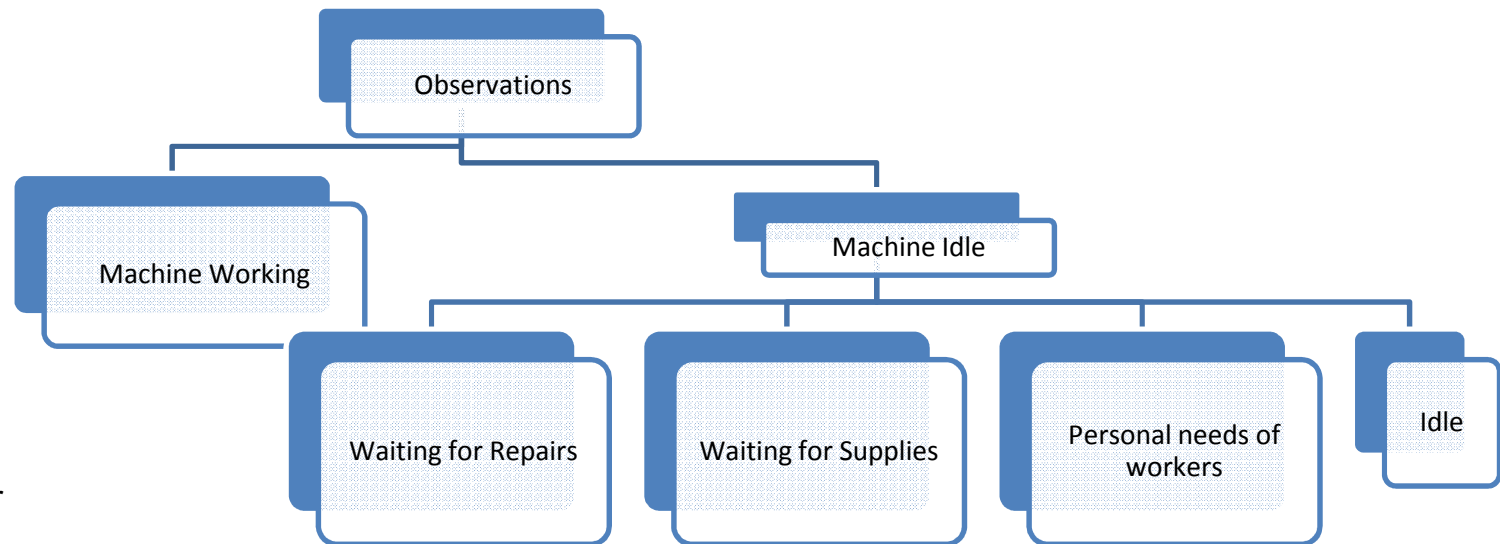 Observations
Machine Working
Machine Idle
Waiting for Repairs
Waiting for Supplies
Personal needs of
workers
Idle